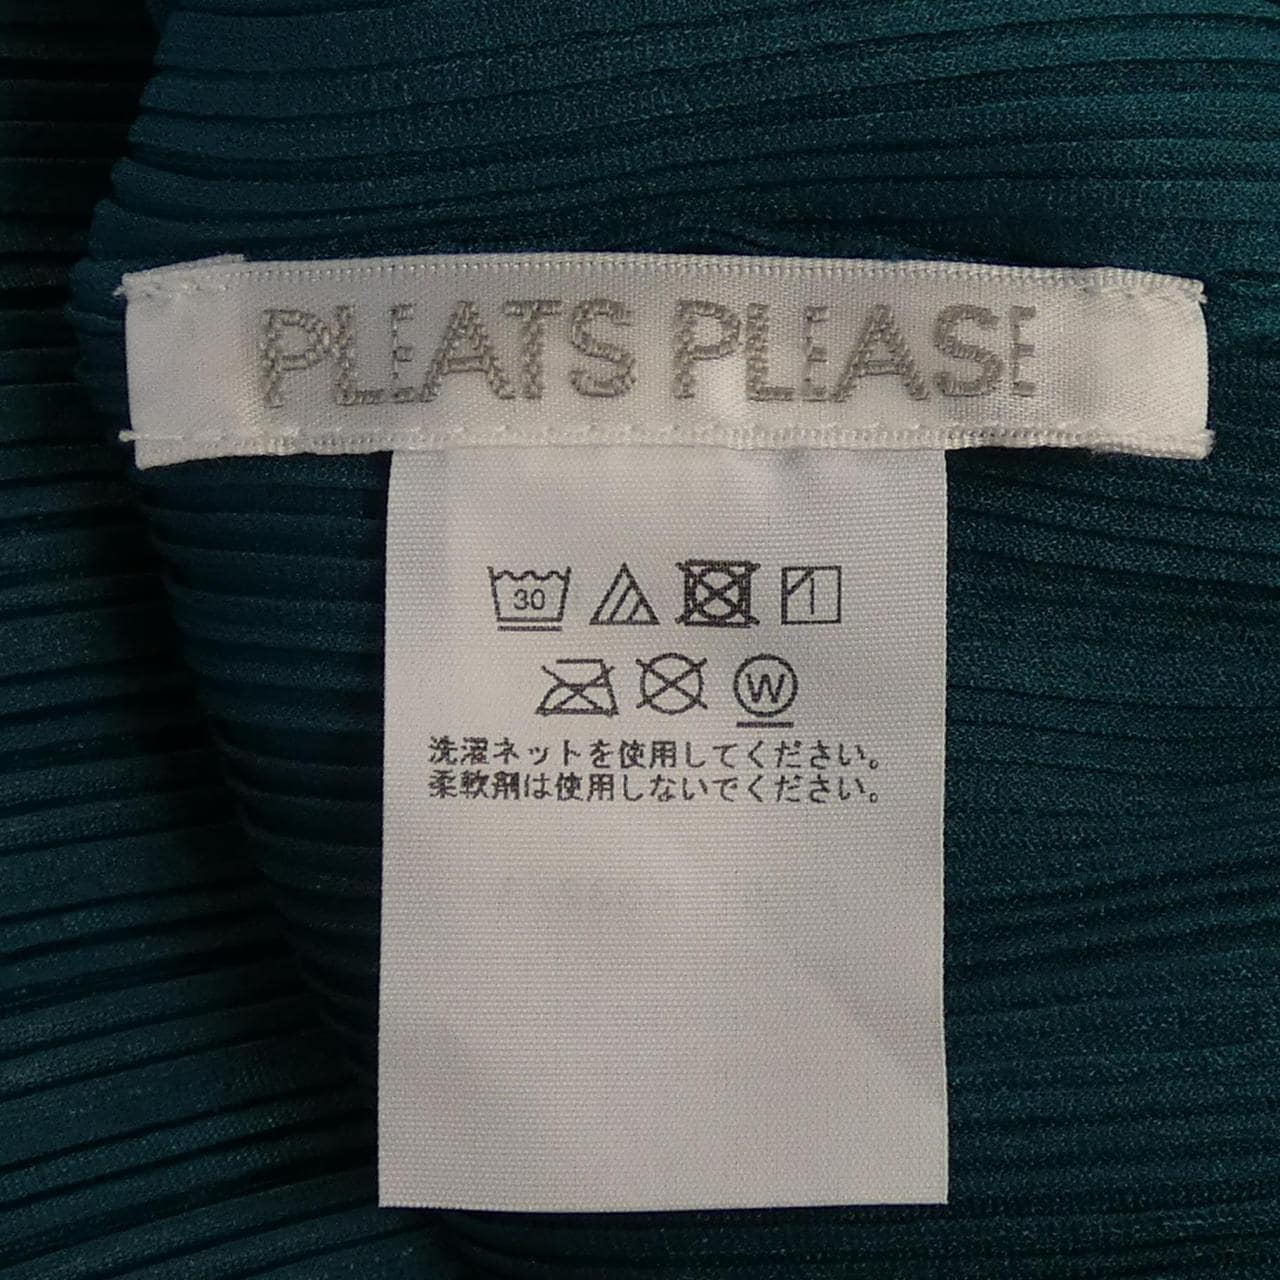 PLEATS PLEASE
30
W
洗濯ネットを使用してください。
柔軟剤は使用しないでください。